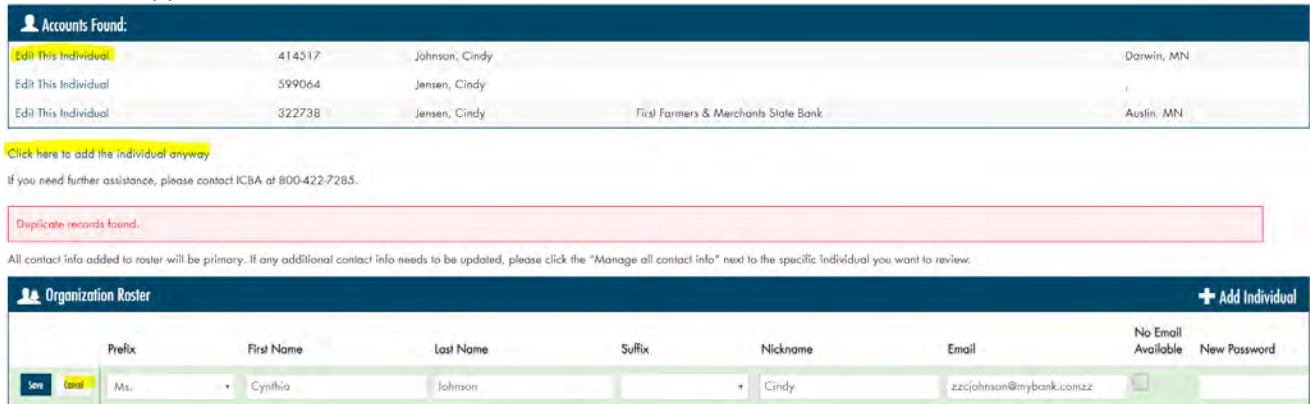 Accounts Found:
Edit This Individual 414517 Johnson, Cindy Darwin, MN
Edit This Individual 599064 Jensen, Cindy ,
Edit This Individual 322738 Jensen, Cindy First Farmers & Merchants State Bank Austin, MN
Click here to add the individual anyway
If you need further assistance, please contact ICBA at 800-422-7285.
Duplicate records found.
All contact info added to roster will be primary. If any additional contact info needs to be updated, please click the "Manage all contact info" next to the specific individual you want to review.
Organization Roster + Add Individual
Prefix First Name Last Name Suffix Nickname Email No Email Available New Password
Save Cancel Ms. Cynthia Johnson Cindy zzcjohnson@mybank.comzz